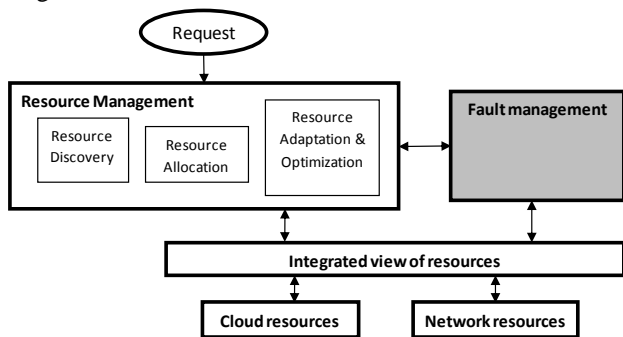 Request
Resource Management
Resource
Discovery
Resource
Allocation
Resource
Adaptation &
Optimization
Fault management
Integrated view of resources
Cloud resources
Network resources